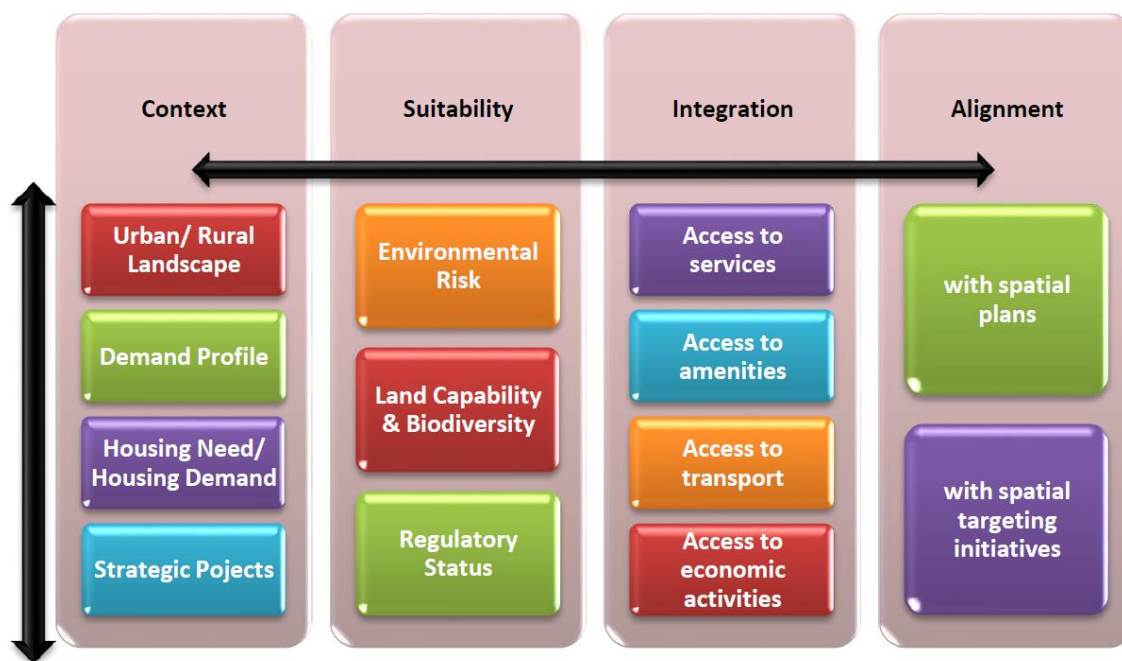 Context
Urban/ Rural
Landscape
Demand Profile
Housing Need/
Housing Demand
Strategic Pojects
Suitability
Environmental
Risk
Land Capability
& Biodiversity
Regulatory
Status
Integration
Access to
services
Access to
amenities
Access to
transport
Access to
economic
activities
Alignment
with spatial
plans
with spatial
targeting
initiatives